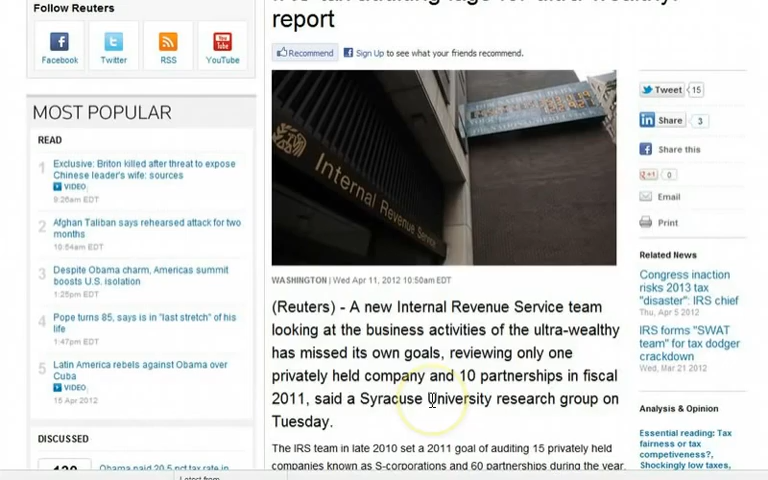 Follow Reuters
Facebook
Twitter
RSS
YouTube
MOST POPULAR
READ
1 Exclusive: Briton killed after threat to expose
Chinese leader's wife: sources
VIDEO
9:26am EDT
2 Afghan Taliban says rehearsed attack for two
months
10:54am EDT
3 Despite Obama charm, Americas summit
boosts U.S. isolation
1:25pm EDT
4 Pope turns 85, says is in "last stretch" of his
life
1:47pm EDT
5 Latin America rebels against Obama over
Cuba
VIDEO
15 Apr 2012
DISCUSSED
Obama paid 20.5 pct tax rate in
report
Recommend
Sign Up to see what your friends recommend.
Internal Revenue Service
WASHINGTON | Wed Apr 11, 2012 10:50am EDT
(Reuters) - A new Internal Revenue Service team
looking at the business activities of the ultra-wealthy
has missed its own goals, reviewing only one
privately held company and 10 partnerships in fiscal
2011, said a Syracuse University research group on
Tuesday.
The IRS team in late 2010 set a 2011 goal of auditing 15 privately held
companies known as S-corporations and 60 partnerships during the year,
Tweet 15
Share 3
Share this
+1 0
Email
Print
Related News
Congress inaction
risks 2013 tax
"disaster": IRS chief
Thu, Apr 5 2012
IRS forms "SWAT
team" for tax dodger
crackdown
Wed, Mar 21 2012
Analysis & Opinion
Essential reading: Tax
fairness or tax
competetiveness?,
Shockingly low taxes,
Latest from